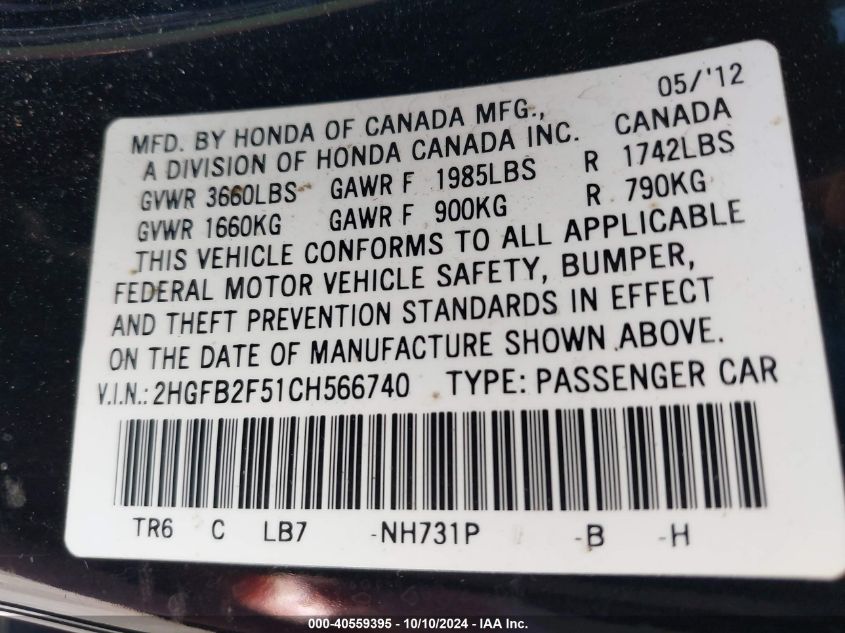 05/'12
MFD. BY HONDA OF CANADA MFG.,
A DIVISION OF HONDA CANADA INC. CANADA
GVWR 3660LBS GAWR F 1985LBS R 1742LBS
GVWR 1660KG GAWR F 900KG R 790KG
THIS VEHICLE CONFORMS TO ALL APPLICABLE
FEDERAL MOTOR VEHICLE SAFETY, BUMPER,
AND THEFT PREVENTION STANDARDS IN EFFECT
ON THE DATE OF MANUFACTURE SHOWN ABOVE.
V.I.N.: 2HGFB2F51CH566740 TYPE: PASSENGER CAR
TR6 C LB7 -NH731P -B -H
000-40559395 - 10/10/2024 - IAA Inc.